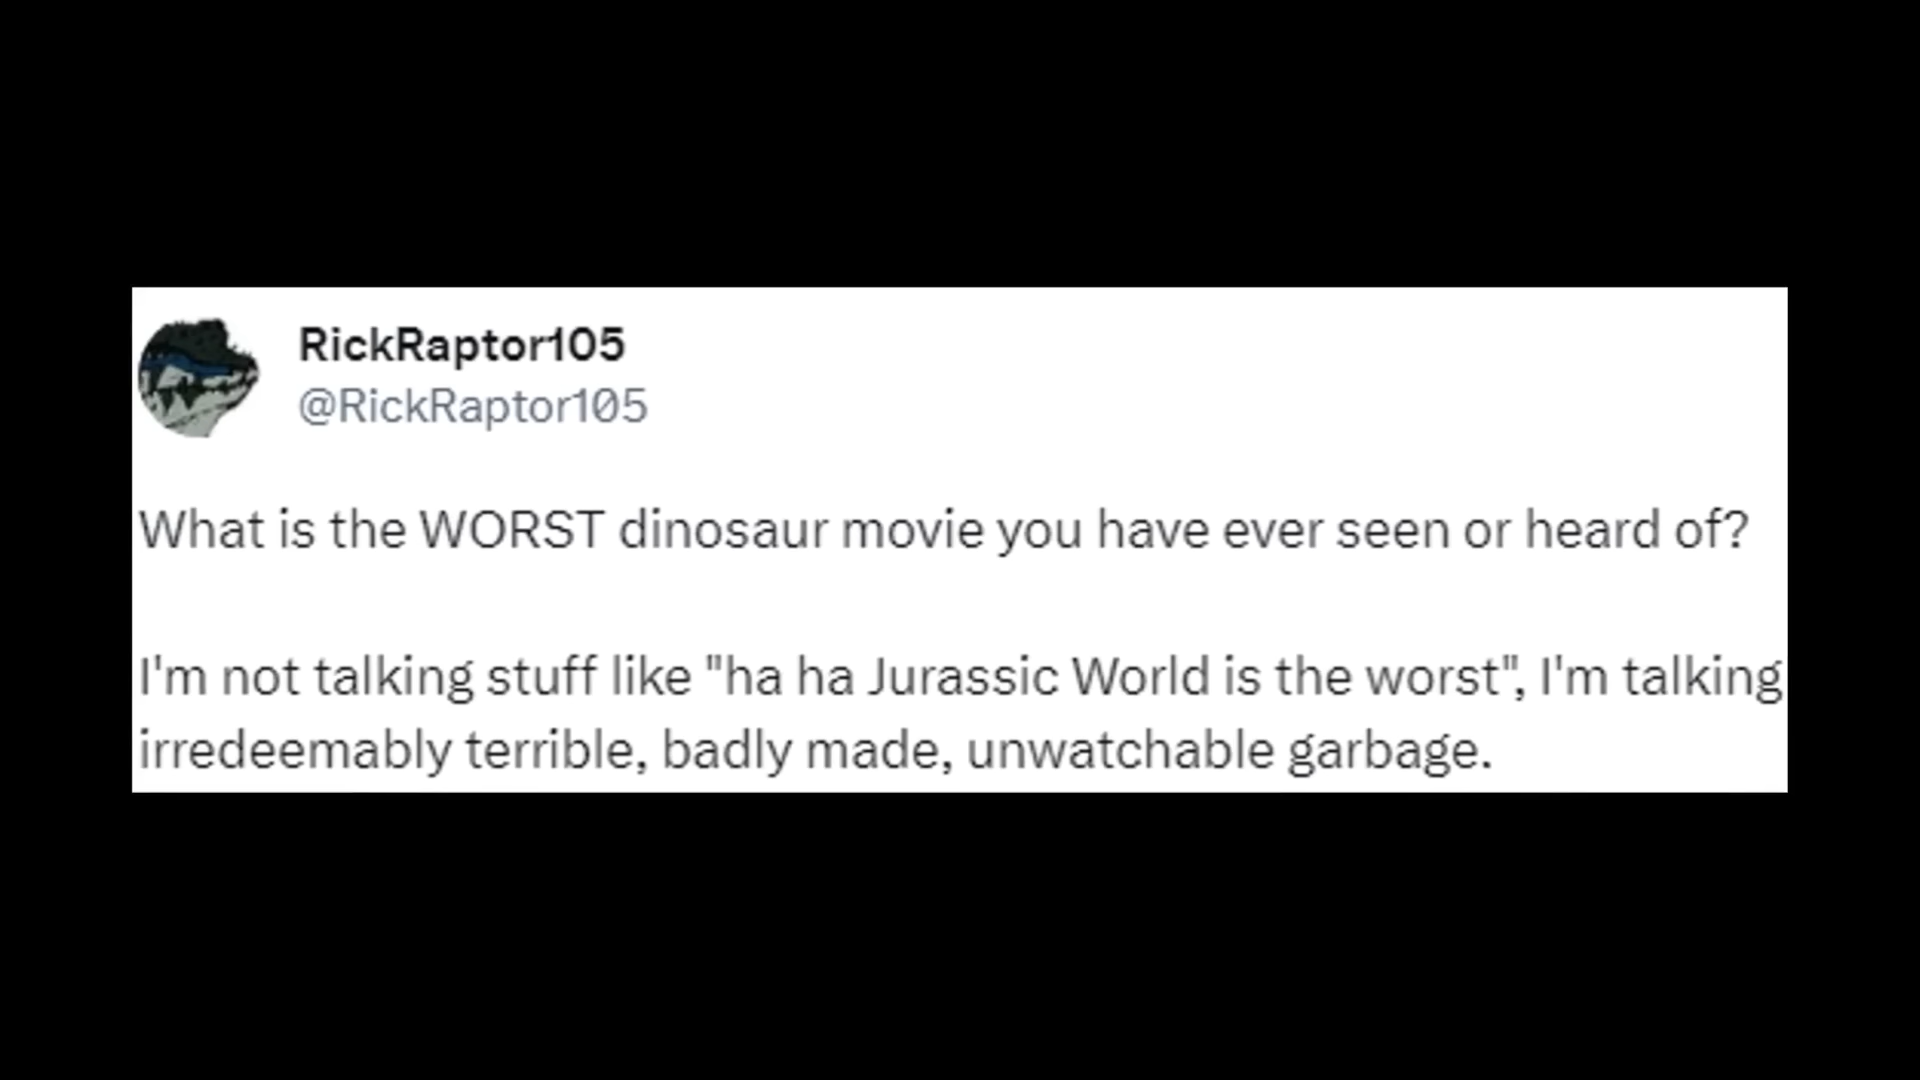 RickRaptor105
@RickRaptor105
What is the WORST dinosaur movie you have ever seen or heard of?
I'm not talking stuff like "ha ha Jurassic World is the worst", I'm talking
irredeemably terrible, badly made, unwatchable garbage.